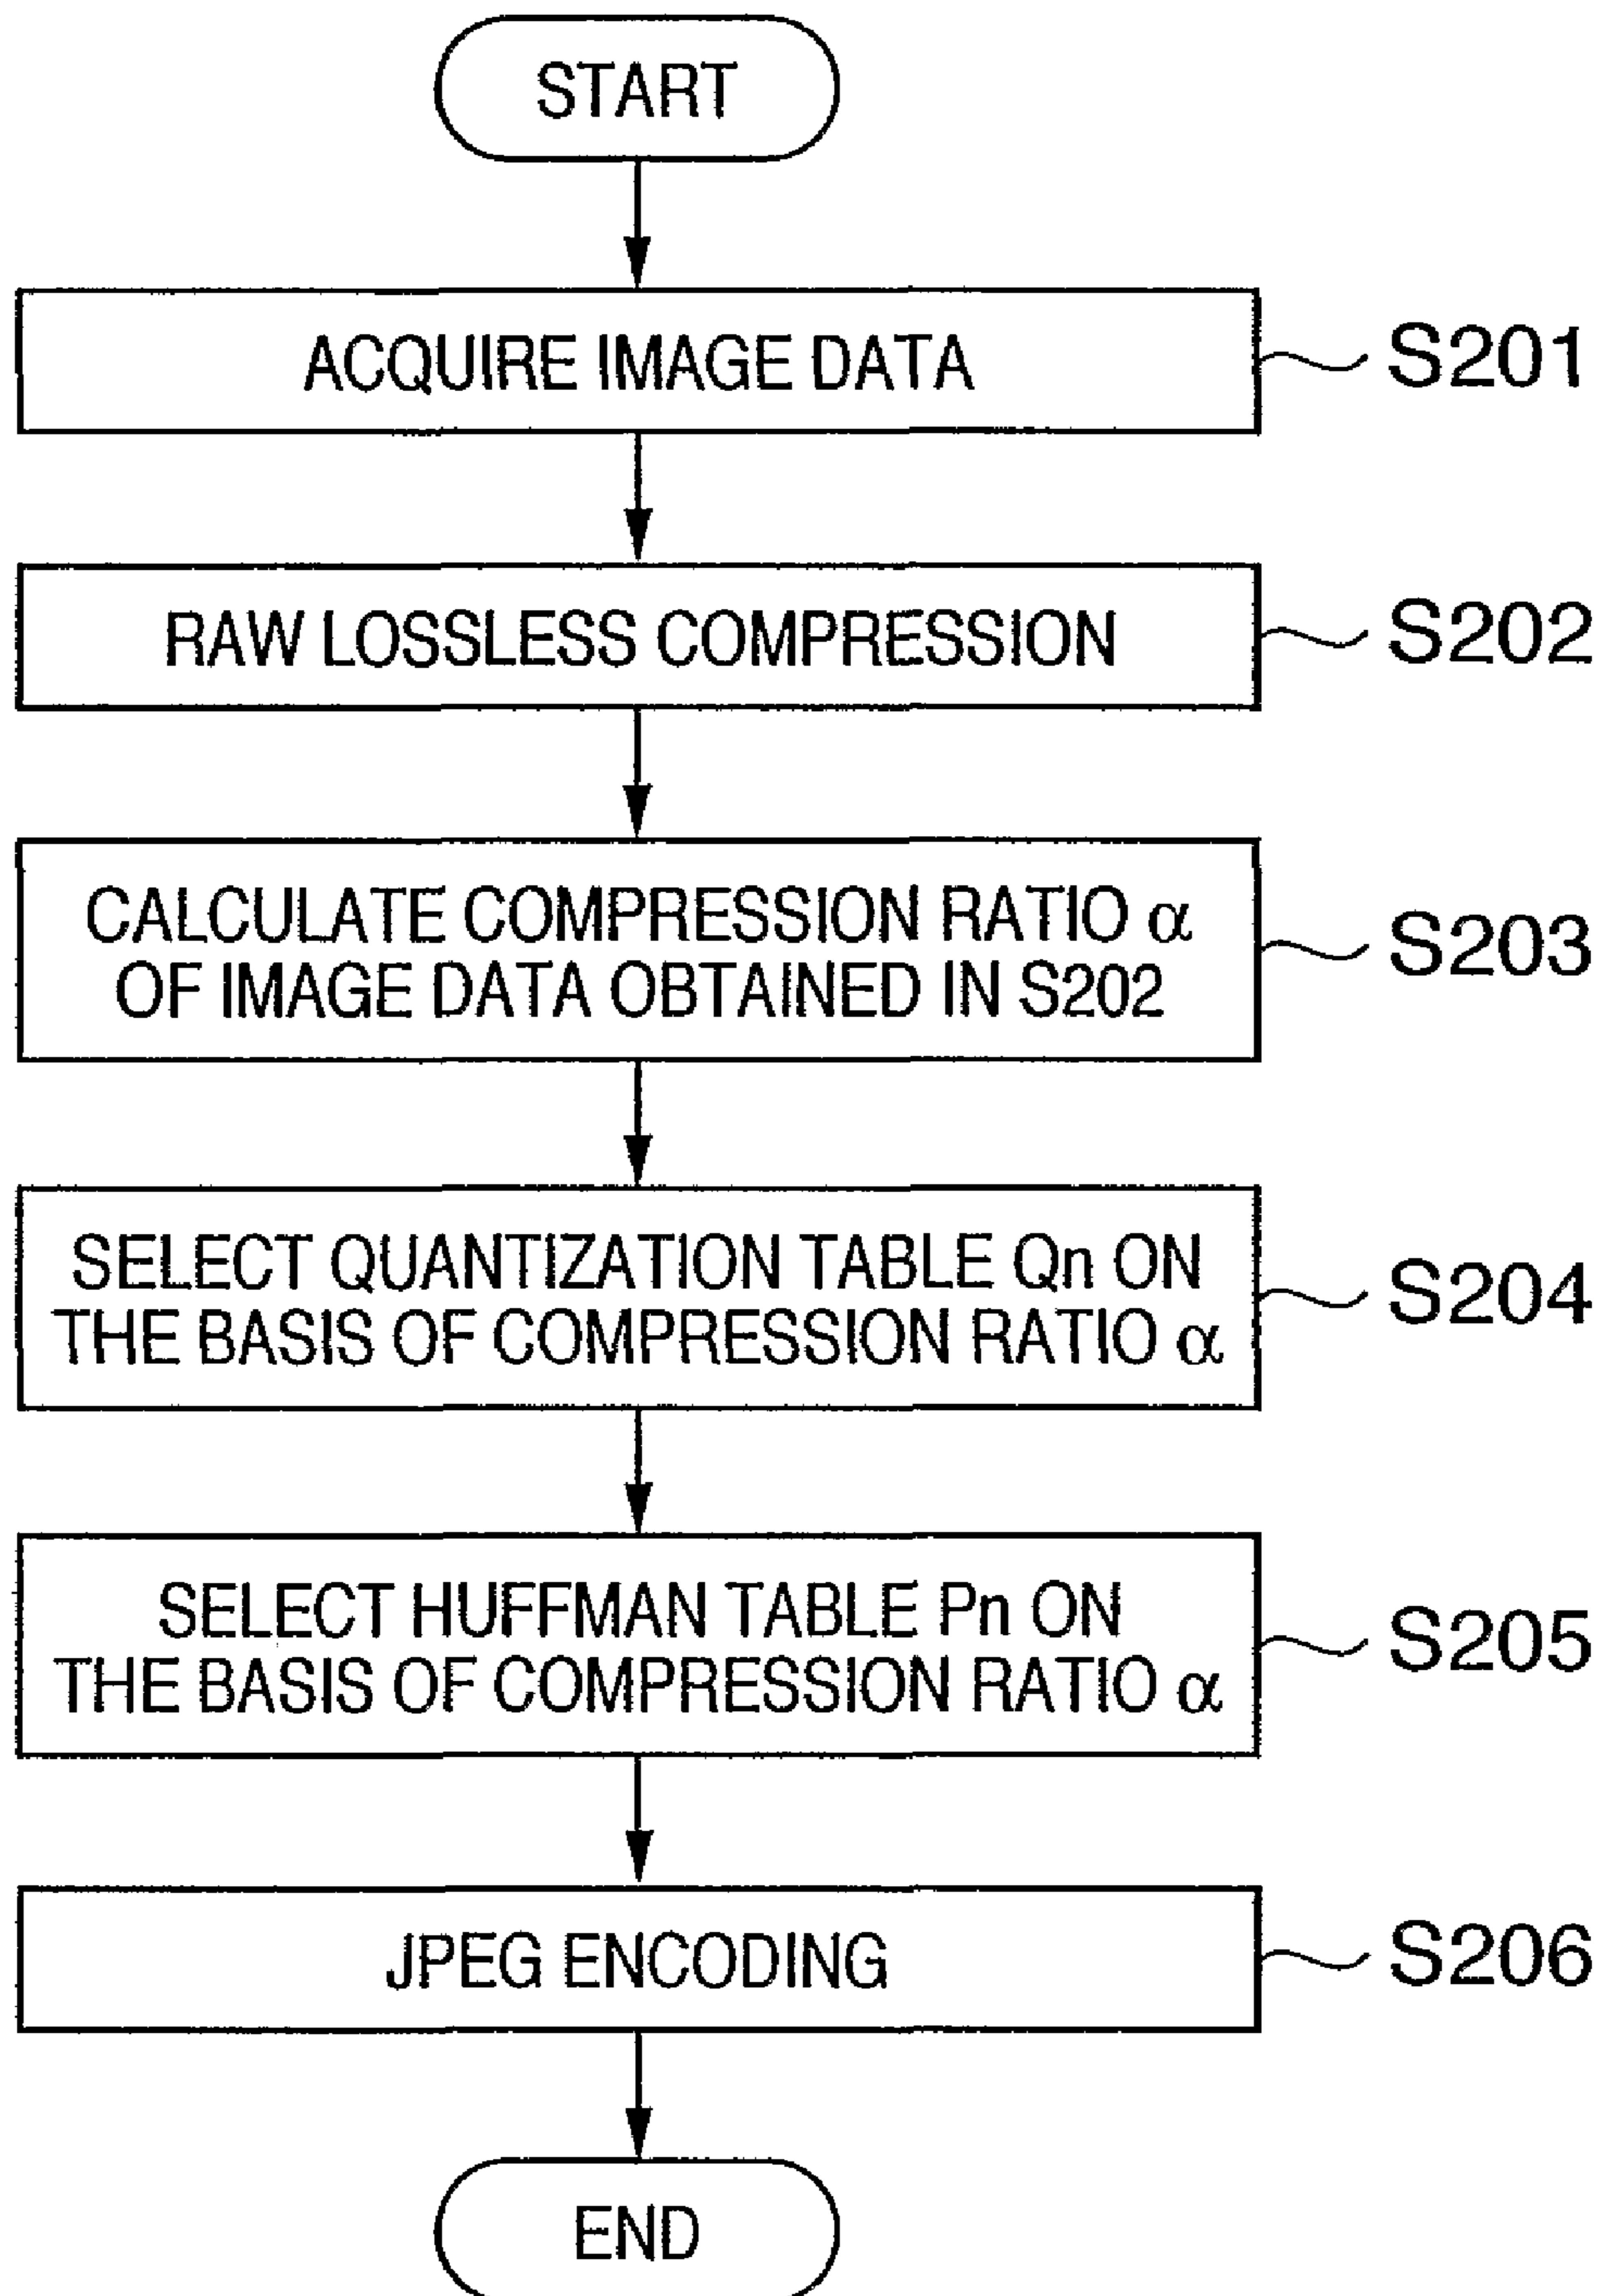 START
ACQUIRE IMAGE DATA
S201
RAW LOSSLESS COMPRESSION
S202
CALCULATE COMPRESSION RATIO α
OF IMAGE DATA OBTAINED IN S202
S203
SELECT QUANTIZATION TABLE Qn ON
THE BASIS OF COMPRESSION RATIO α
S204
SELECT HUFFMAN TABLE Pn ON
THE BASIS OF COMPRESSION RATIO α
S205
JPEG ENCODING
S206
END